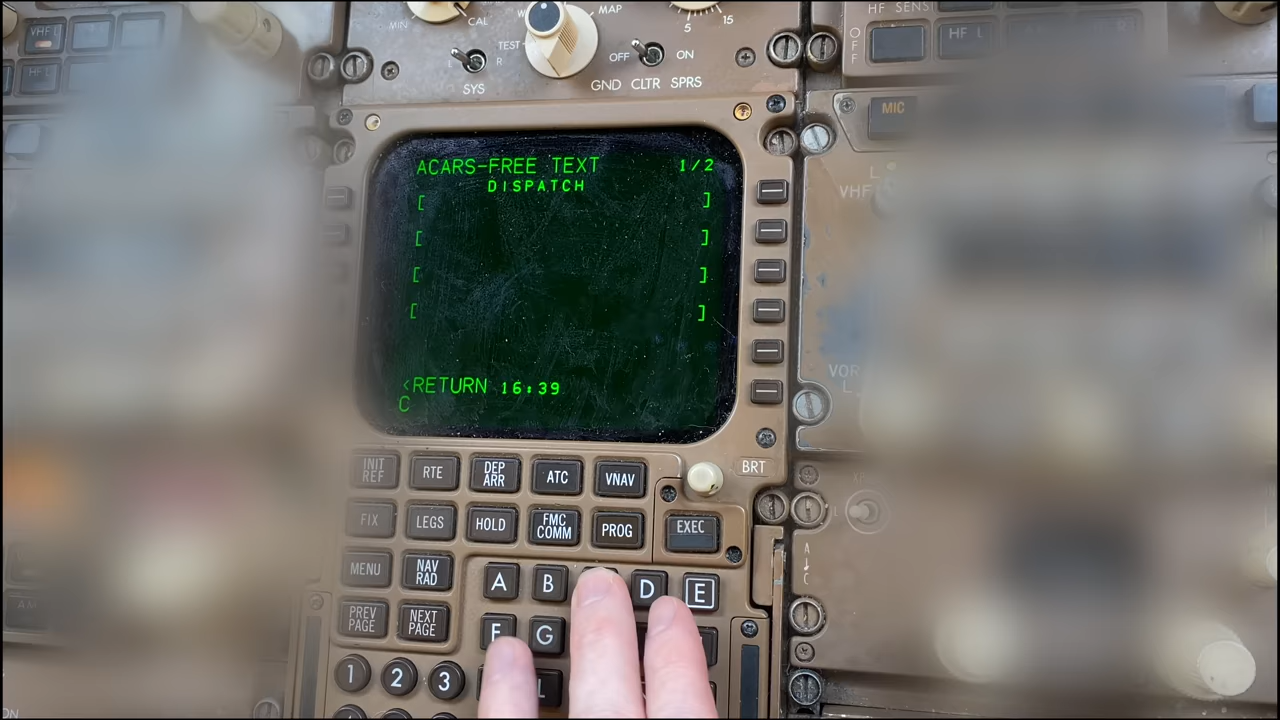 VHF L
HF L
MIN
CAL
TEST
R
SYS
MAP
OFF
ON
GND CLTR SPRS
5
15
HF SENS
OFF
HF L
MIC
L
VHF
VOR
L
ACARS-FREE TEXT 1/2
DISPATCH
[ ]
[ ]
[ ]
[ ]
<RETURN 16:39
C
BRT
INIT REF
RTE
DEP ARR
ATC
VNAV
FIX
LEGS
HOLD
FMC COMM
PROG
EXEC
MENU
NAV RAD
PREV PAGE
NEXT PAGE
A
B
D
E
F
G
L
1
2
3
A
C
ON